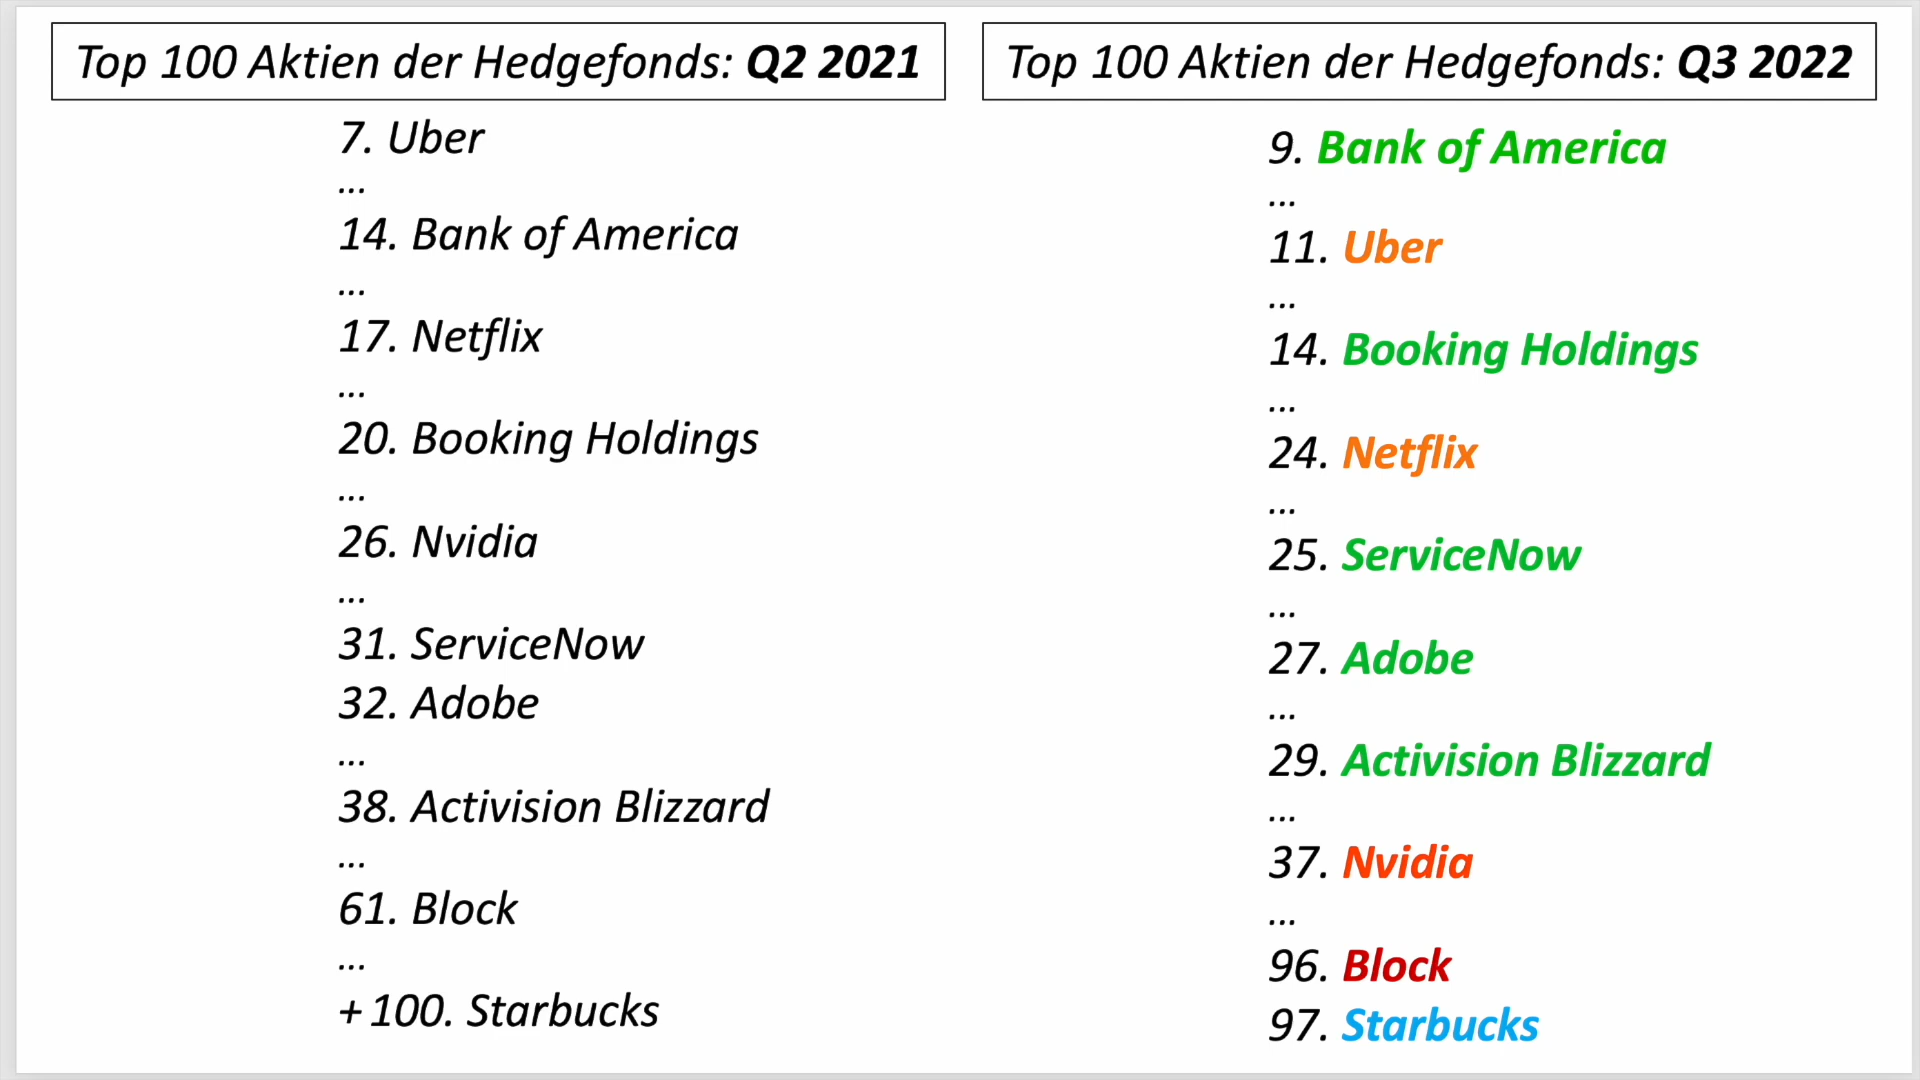 Top 100 Aktien der Hedgefonds: Q2 2021
7. Uber
...
14. Bank of America
...
17. Netflix
...
20. Booking Holdings
...
26. Nvidia
...
31. ServiceNow
32. Adobe
...
38. Activision Blizzard
...
61. Block
...
+ 100. Starbucks
Top 100 Aktien der Hedgefonds: Q3 2022
9. Bank of America
...
11. Uber
...
14. Booking Holdings
...
24. Netflix
...
25. ServiceNow
...
27. Adobe
...
29. Activision Blizzard
...
37. Nvidia
...
96. Block
97. Starbucks